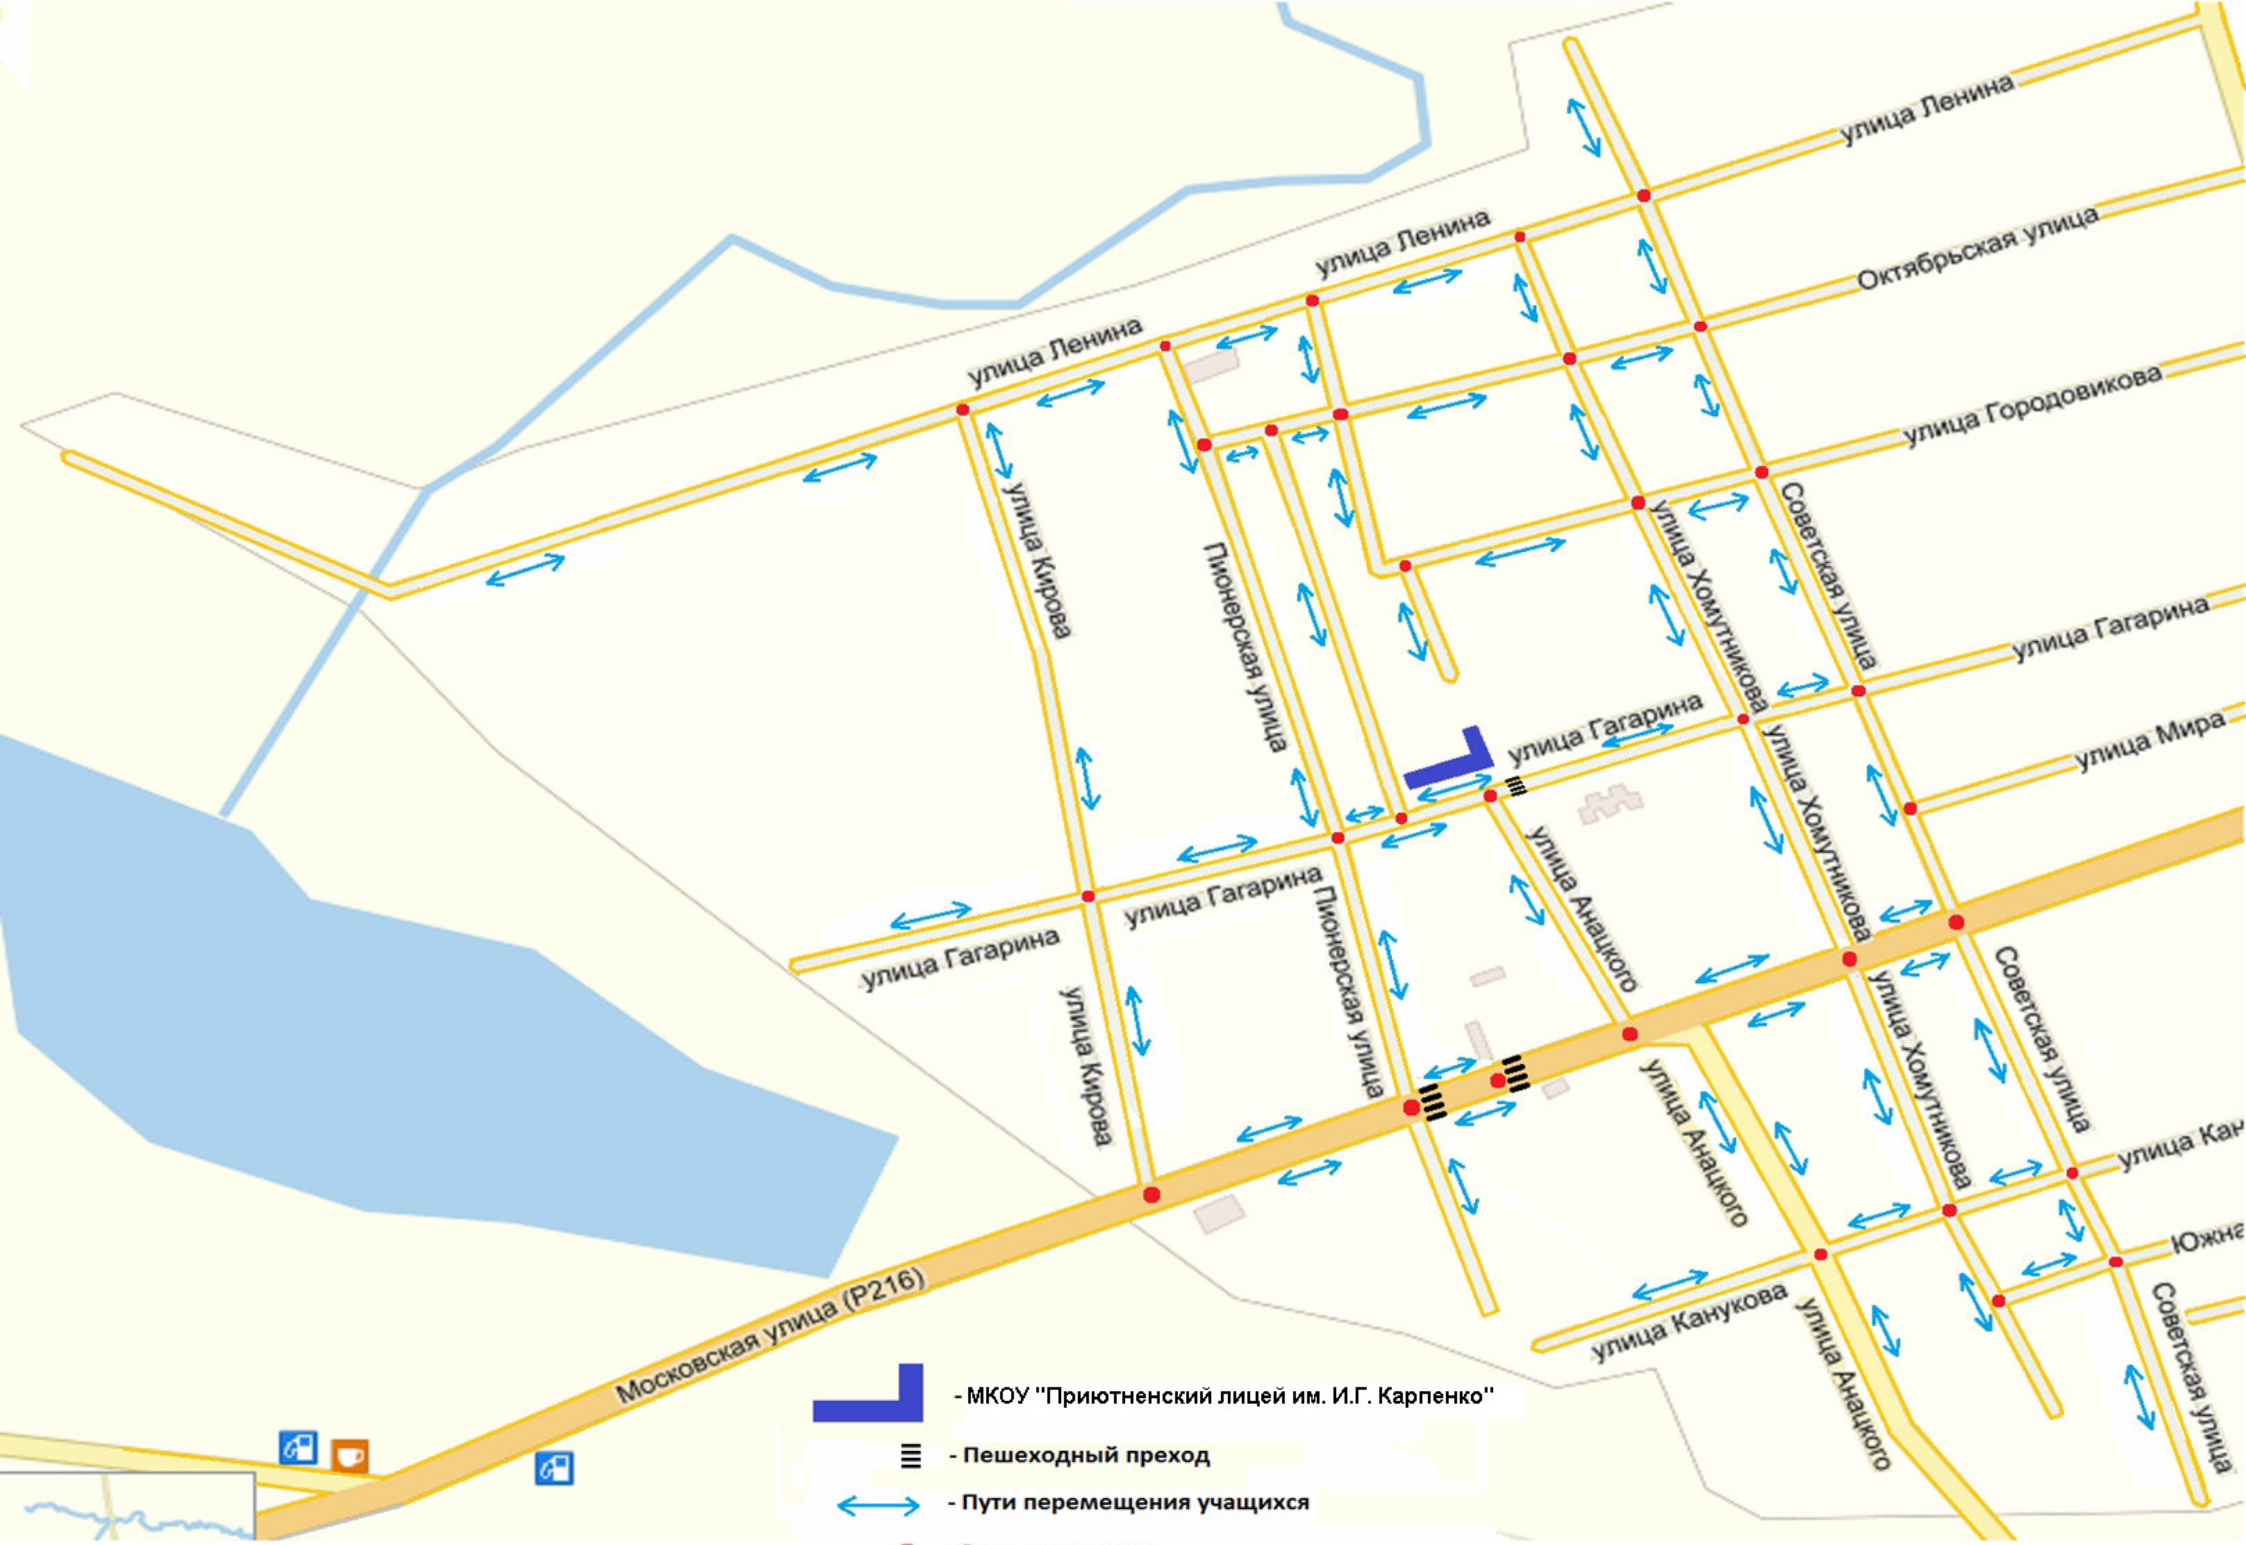 улица Ленина
улица Ленина
Октябрьская улица
улица Ленина
улица Городовикова
улица Кирова
Советская улица
улица Хомутникова
Пионерская улица
улица Гагарина
улица Гагарина
улица Мира
улица Хомутникова
улица Анацкого
улица Гагарина
Пионерская улица
улица Гагарина
улица Кирова
Советская улица
улица Хомутникова
улица Анацкого
улица Кан
Южна
улица Канукова
Советская улица
улица Анацкого
Московская улица (Р216)
- МКОУ "Приютненский лицей им. И.Г. Карпенко"
- Пешеходный преход
- Пути перемещения учащихся